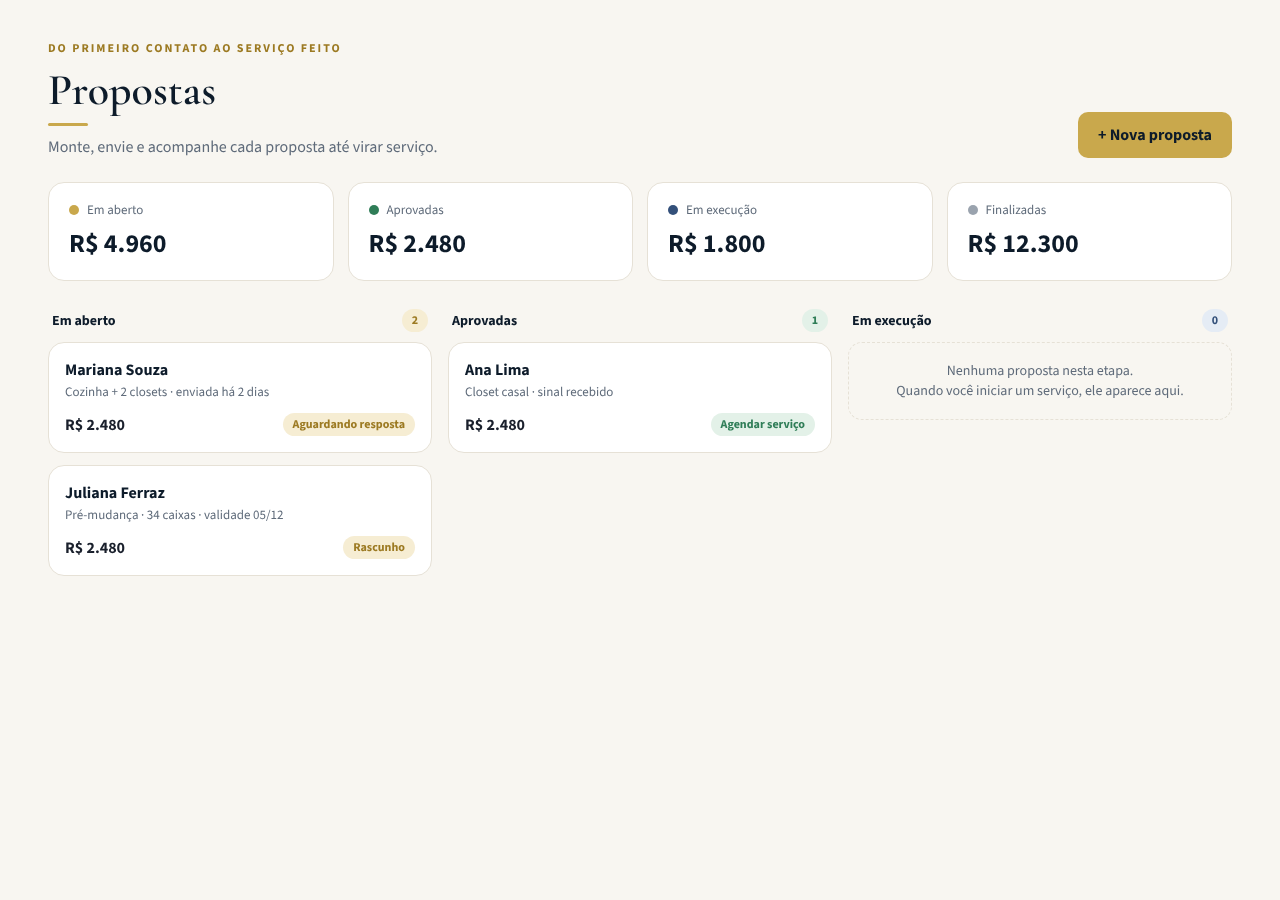 DO PRIMEIRO CONTATO AO SERVIÇO FEITO
Propostas
Monte, envie e acompanhe cada proposta até virar serviço.
+ Nova proposta
Em aberto
R$ 4.960
Aprovadas
R$ 2.480
Em execução
R$ 1.800
Finalizadas
R$ 12.300
Em aberto
2
Mariana Souza
Cozinha + 2 closets · enviada há 2 dias
R$ 2.480
Aguardando resposta
Juliana Ferraz
Pré-mudança · 34 caixas · validade 05/12
R$ 2.480
Rascunho
Aprovadas
1
Ana Lima
Closet casal · sinal recebido
R$ 2.480
Agendar serviço
Em execução
0
Nenhuma proposta nesta etapa.
Quando você iniciar um serviço, ele aparece aqui.